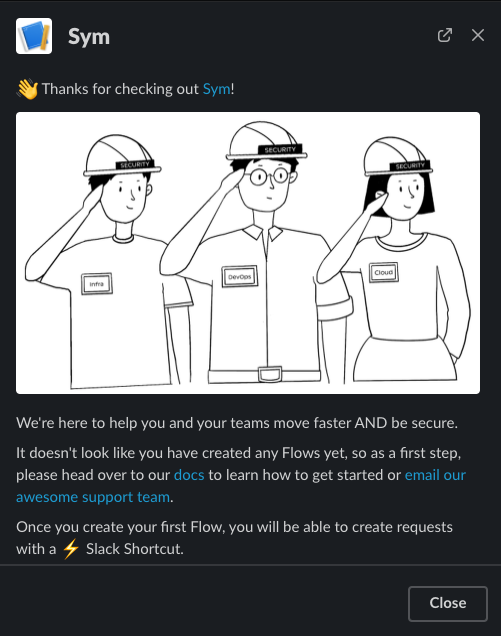 Sym
👋 Thanks for checking out Sym!
SECURITY
SECURITY
SECURITY
Infra
DevOps
Cloud
We're here to help you and your teams move faster AND be secure.
It doesn't look like you have created any Flows yet, so as a first step,
please head over to our docs to learn how to get started or email our
awesome support team.
Once you create your first Flow, you will be able to create requests
with a ⚡ Slack Shortcut.
Close